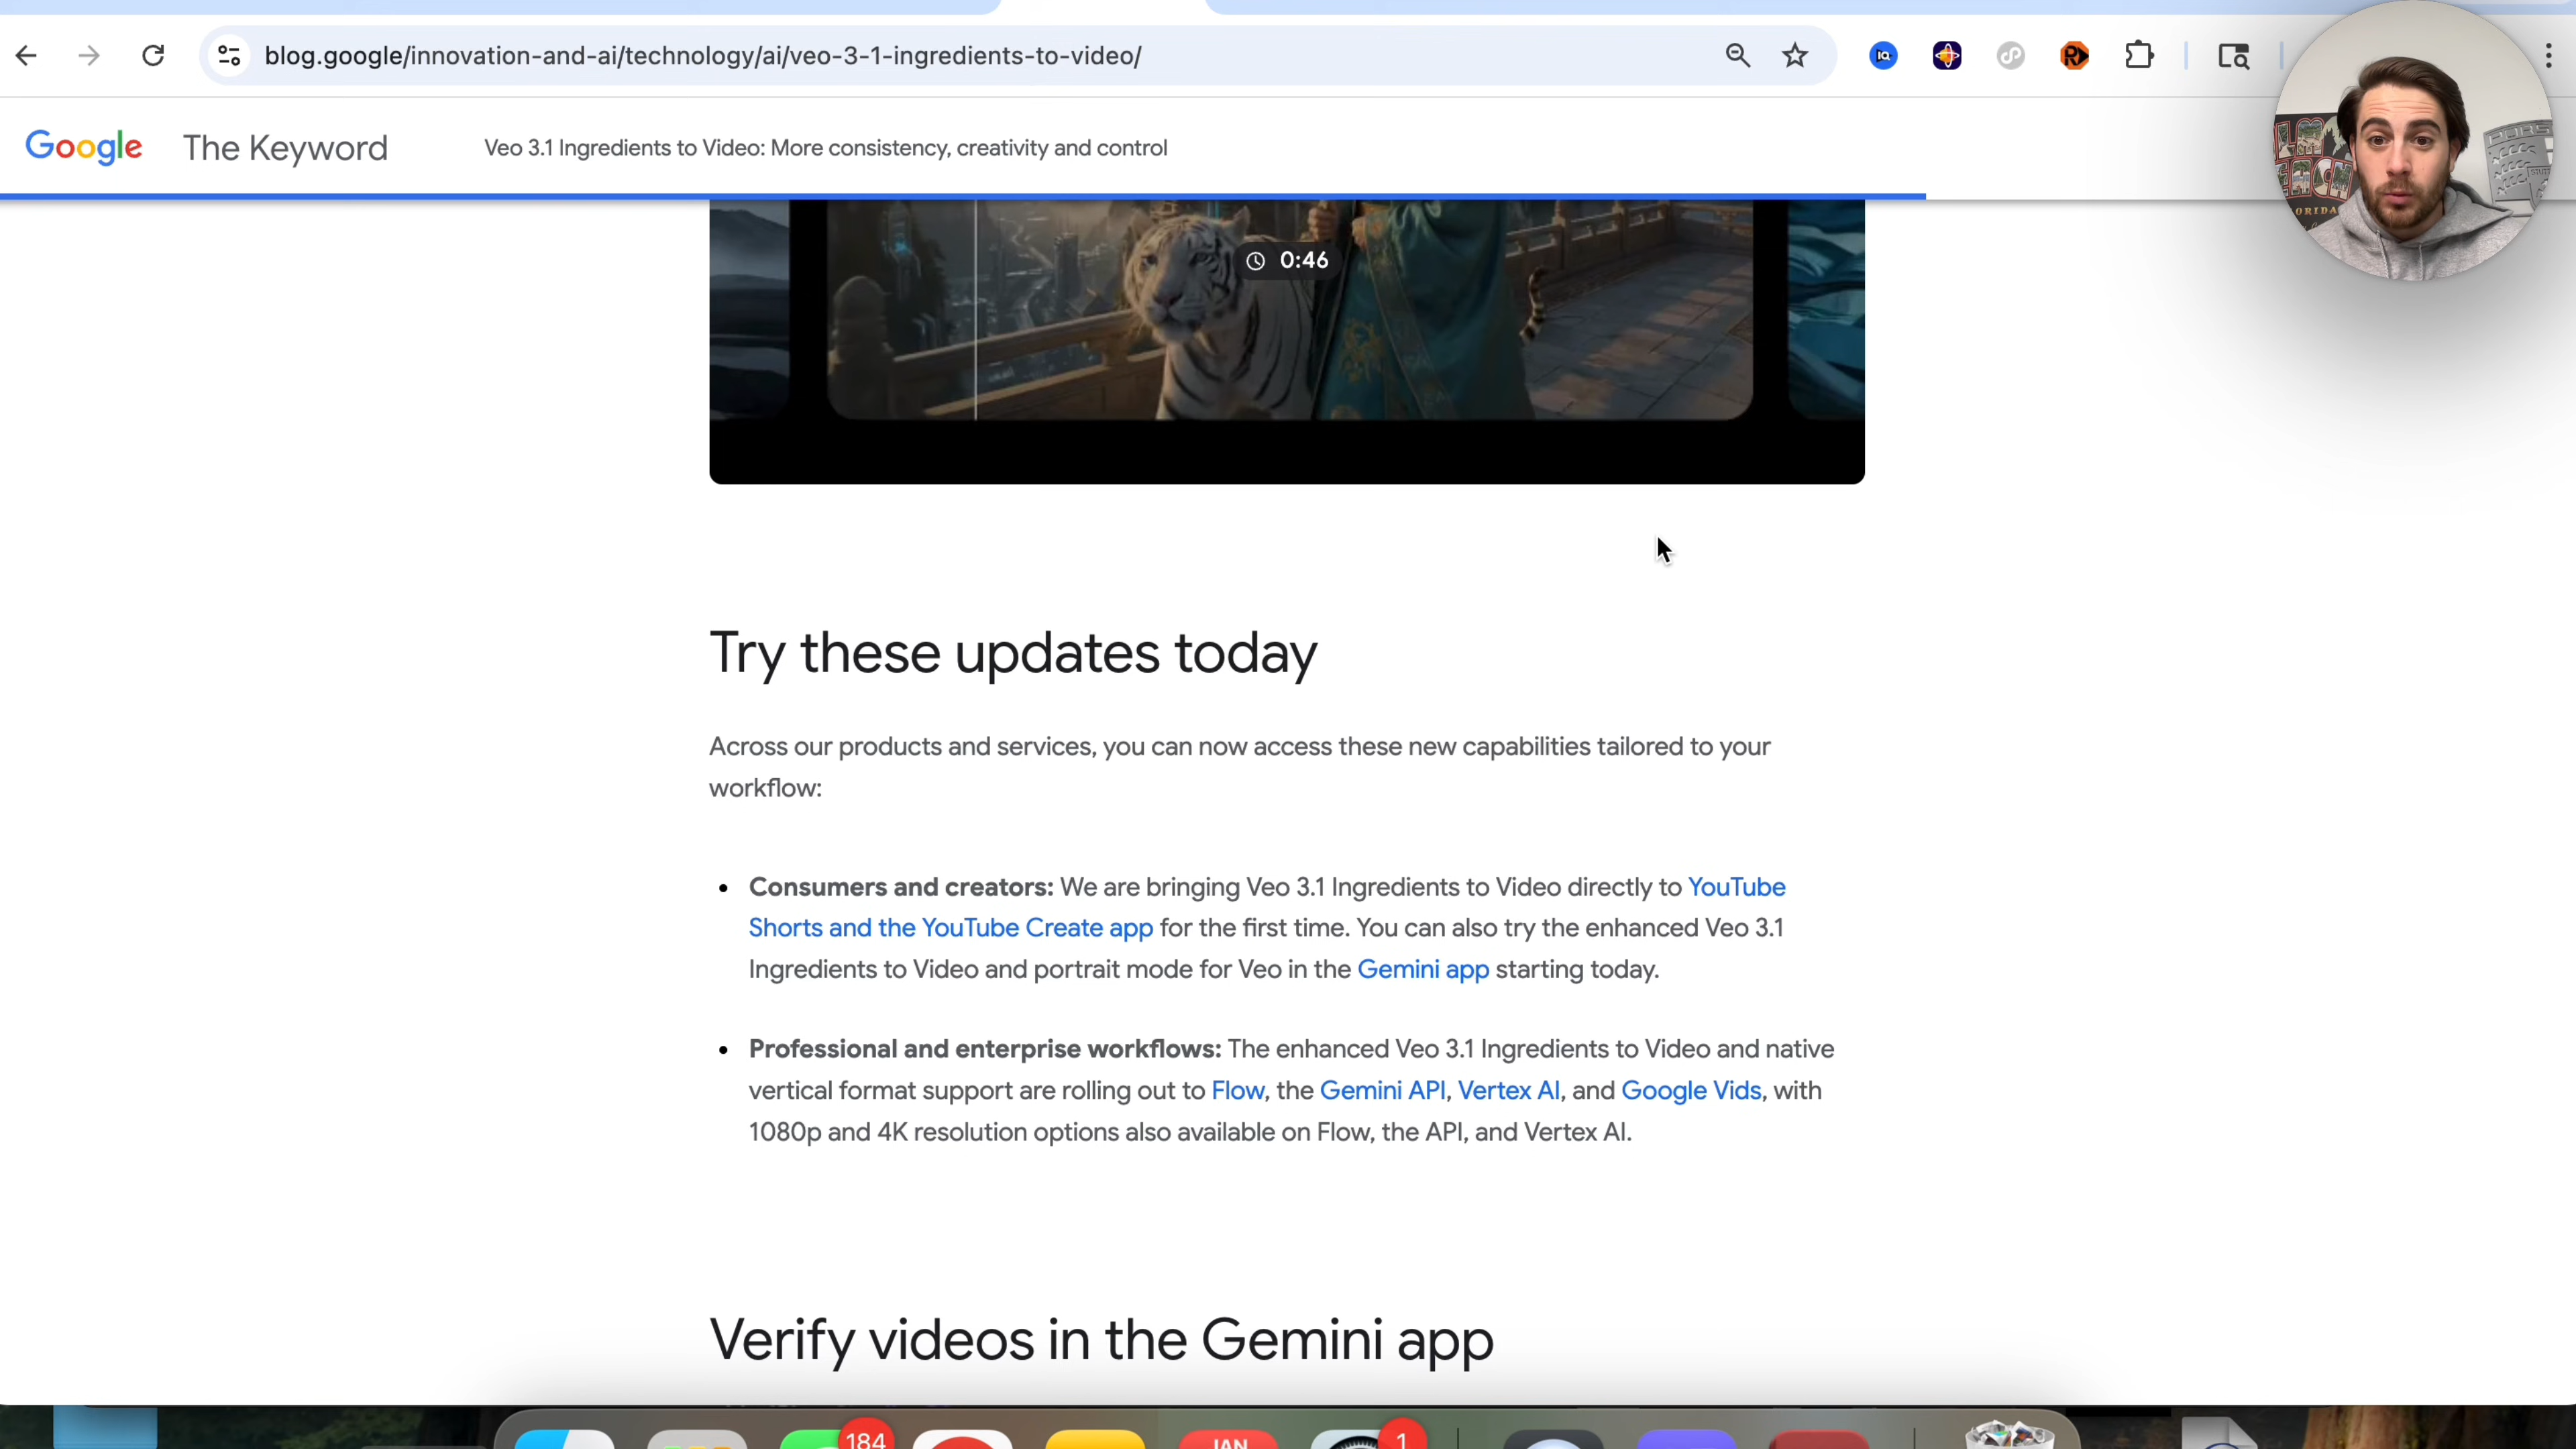 blog.google/innovation-and-ai/technology/ai/veo-3-1-ingredients-to-video/
Google The Keyword Veo 3.1 Ingredients to Video: More consistency, creativity and control
0:46
Try these updates today
Across our products and services, you can now access these new capabilities tailored to your
workflow:
• Consumers and creators: We are bringing Veo 3.1 Ingredients to Video directly to YouTube
Shorts and the YouTube Create app for the first time. You can also try the enhanced Veo 3.1
Ingredients to Video and portrait mode for Veo in the Gemini app starting today.
• Professional and enterprise workflows: The enhanced Veo 3.1 Ingredients to Video and native
vertical format support are rolling out to Flow, the Gemini API, Vertex AI, and Google Vids, with
1080p and 4K resolution options also available on Flow, the API, and Vertex AI.
Verify videos in the Gemini app
184
JAN
1